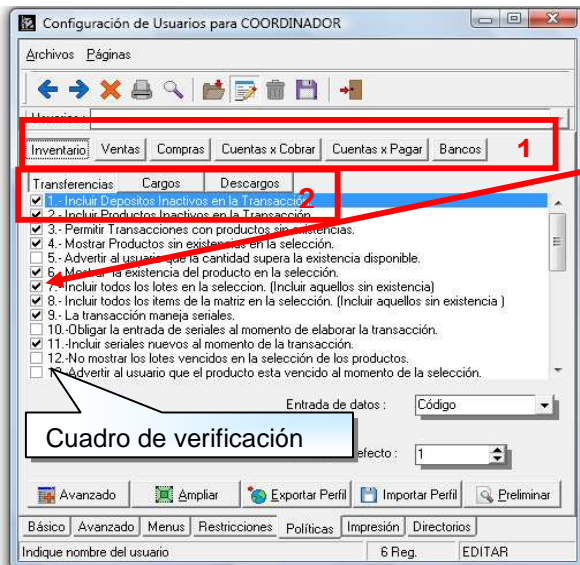 Configuración de Usuarios para COORDINADOR
Archivos Páginas
Inventario Ventas Compras Cuentas x Cobrar Cuentas x Pagar Bancos 1
Transferencias Cargos Descargos 2
1.- Incluir Depositos Inactivos en la Transacción.
2.- Incluir Productos Inactivos en la Transacción.
3.- Permitir Transacciones con productos sin existencias.
4.- Mostrar Productos sin existencias en la selección.
5.- Advertir al usuario que la cantidad supera la existencia disponible.
6.- Mostrar la existencia del producto en la selección.
7.- Incluir todos los lotes en la seleccion. (Incluir aquellos sin existencia)
8.- Incluir todos los items de la matriz en la selección. (Incluir aquellos sin existencia )
9.- La transacción maneja seriales.
10.-Obligar la entrada de seriales al momento de elaborar la transacción.
11.-Incluir seriales nuevos al momento de la transacción.
12.-No mostrar los lotes vencidos en la selección de los productos.
Advertir al usuario que el producto esta vencido al momento de la selección.
Entrada de datos : Código
Cuadro de verificación
efecto : 1
Avanzado Ampliar Exportar Perfil Importar Perfil Preliminar
Básico Avanzado Menus Restricciones Políticas Impresión Directorios
Indique nombre del usuario 6 Reg. EDITAR